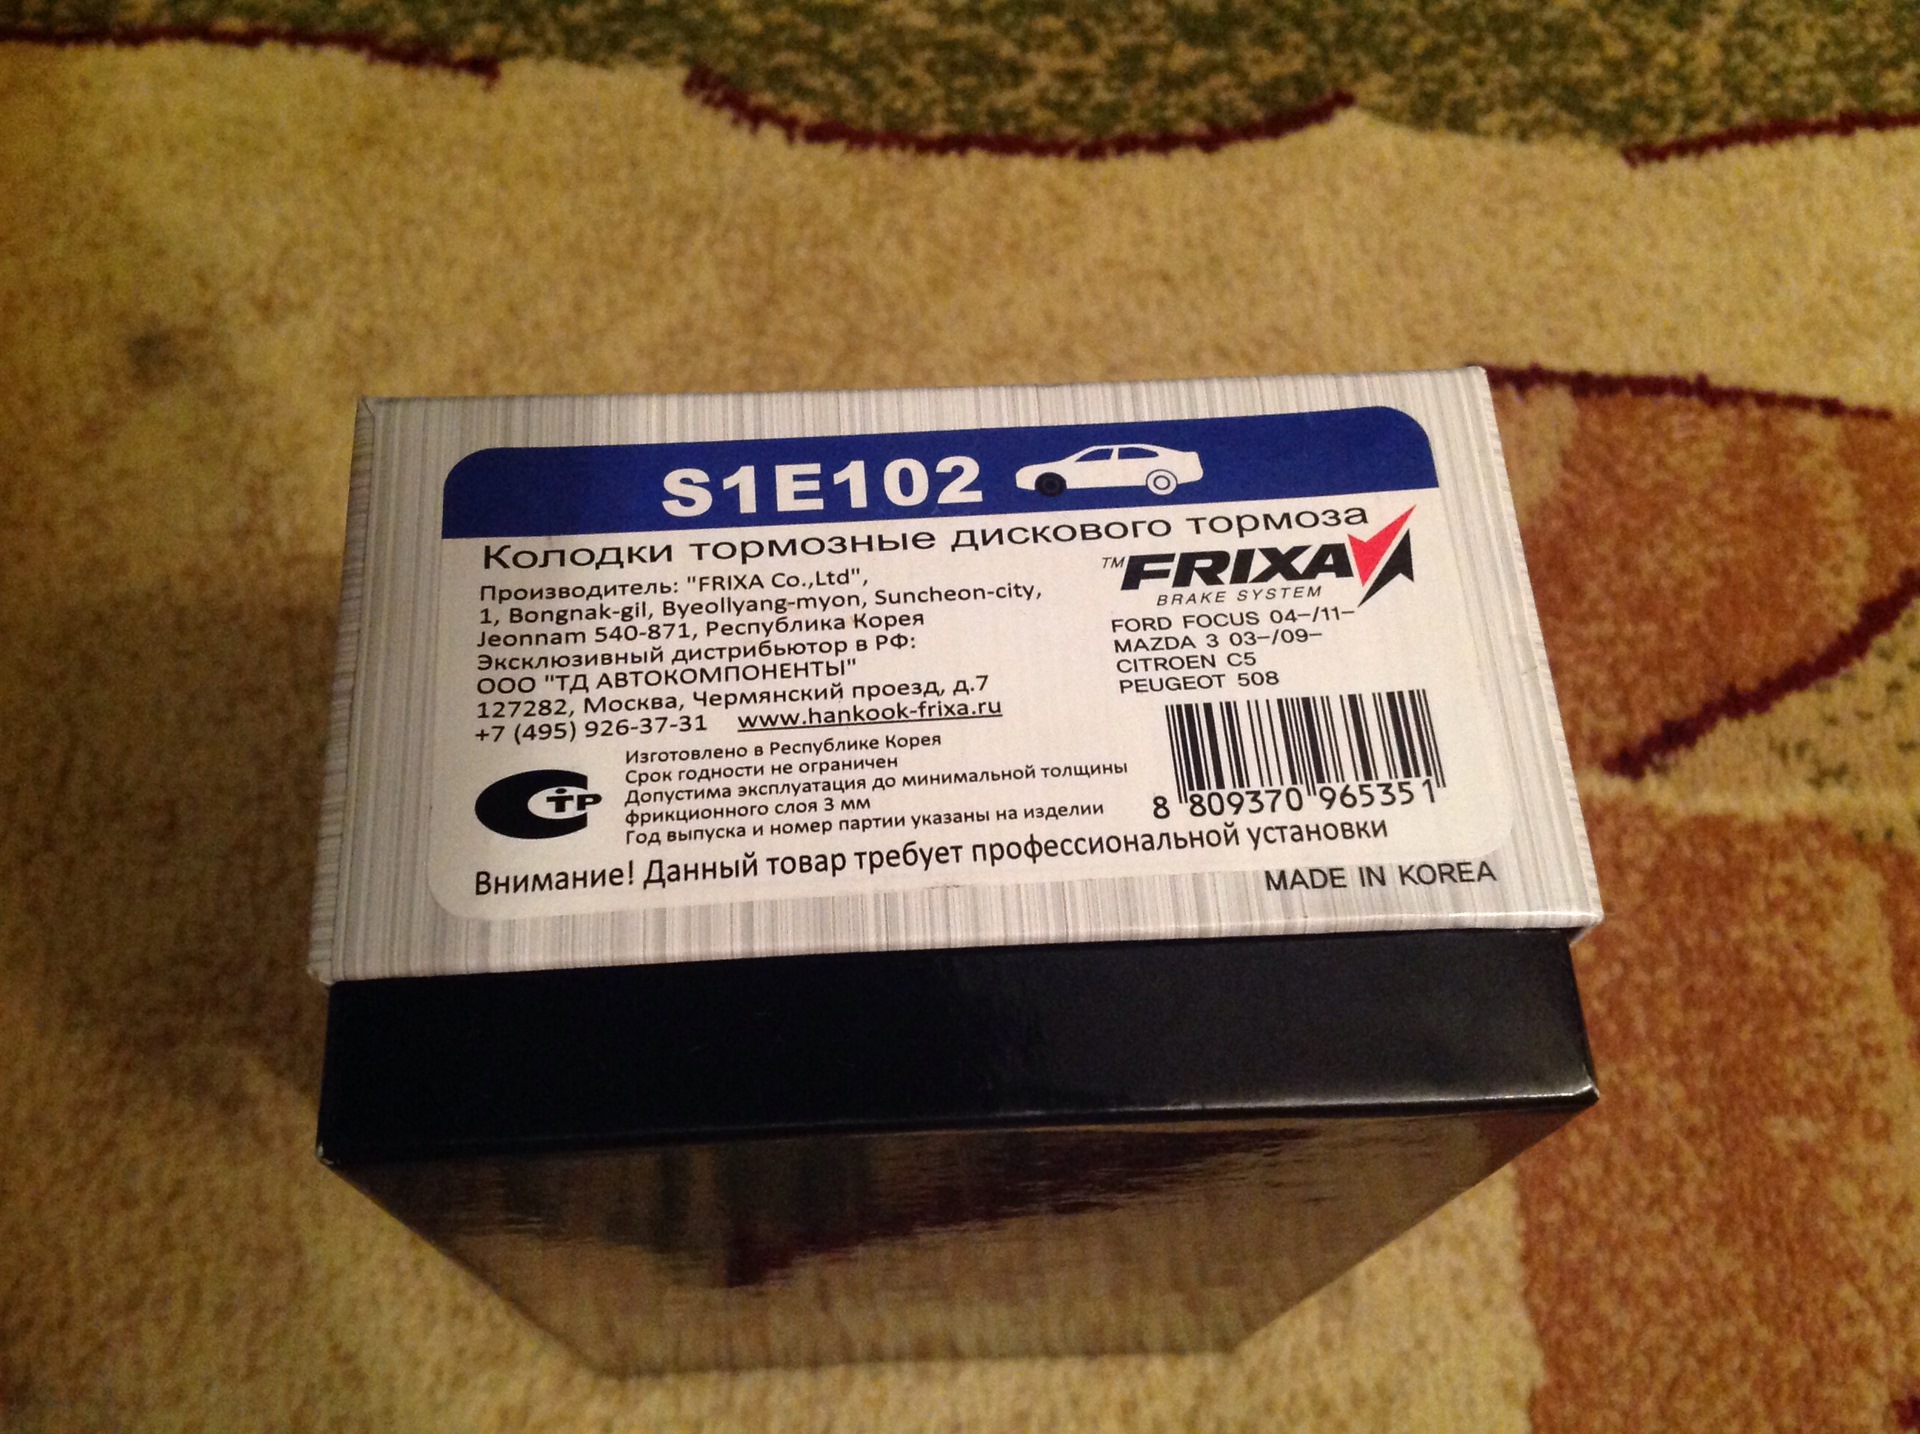 S1E102
Колодки тормозные дискового тормоза
Производитель: "FRIXA Co.,Ltd",
1, Bongnak-gil, Byeollyang-myon, Suncheon-city,
Jeonnam 540-871, Республика Корея
Эксклюзивный дистрибьютор в РФ:
ООО "ТД АВТОКОМПОНЕНТЫ"
127282, Москва, Чермянский проезд, д.7
+7 (495) 926-37-31 www.hankook-frixa.ru
TM FRIXA
BRAKE SYSTEM
FORD FOCUS 04-/11-
MAZDA 3 03-/09-
CITROEN C5
PEUGEOT 508
СТР
Изготовлено в Республике Корея
Срок годности не ограничен
Допустима эксплуатация до минимальной толщины
фрикционного слоя 3 мм
Год выпуска и номер партии указаны на изделии
8 809370 965351
Внимание! Данный товар требует профессиональной установки
MADE IN KOREA